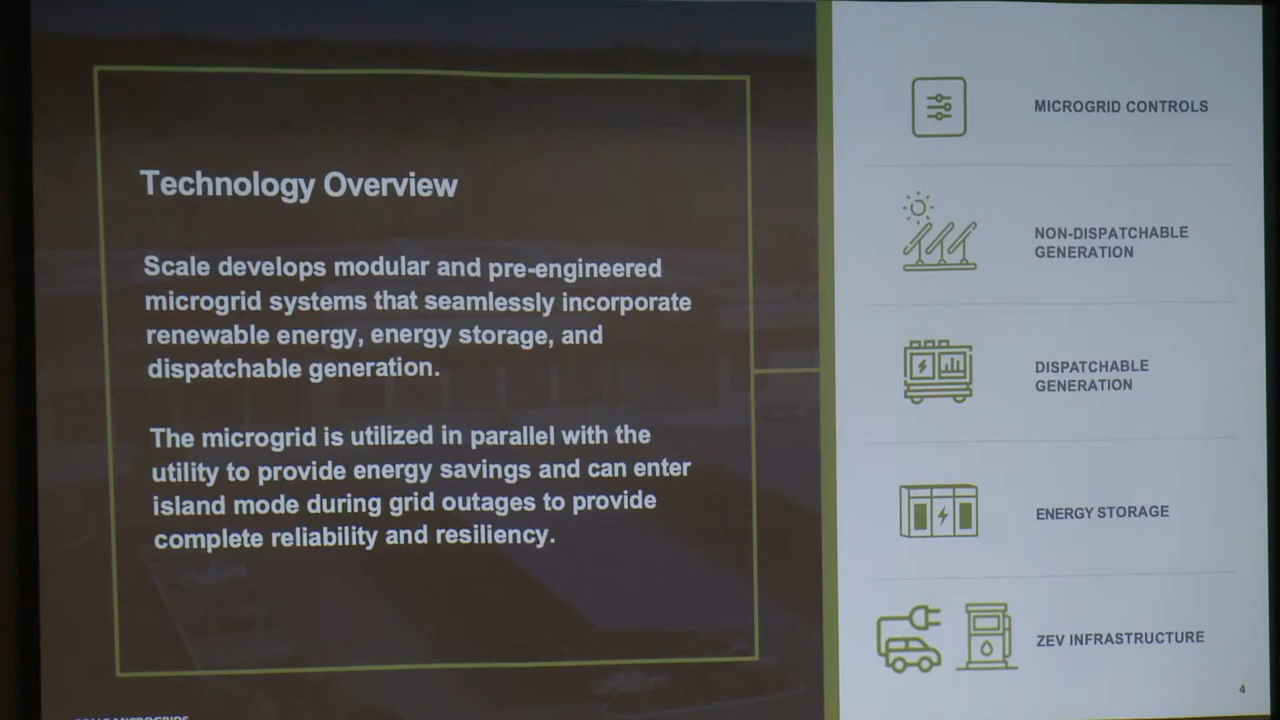 Technology Overview
Scale develops modular and pre-engineered
microgrid systems that seamlessly incorporate
renewable energy, energy storage, and
dispatchable generation.
The microgrid is utilized in parallel with the
utility to provide energy savings and can enter
island mode during grid outages to provide
complete reliability and resiliency.
MICROGRID CONTROLS
NON-DISPATCHABLE
GENERATION
DISPATCHABLE
GENERATION
ENERGY STORAGE
ZEV INFRASTRUCTURE
4